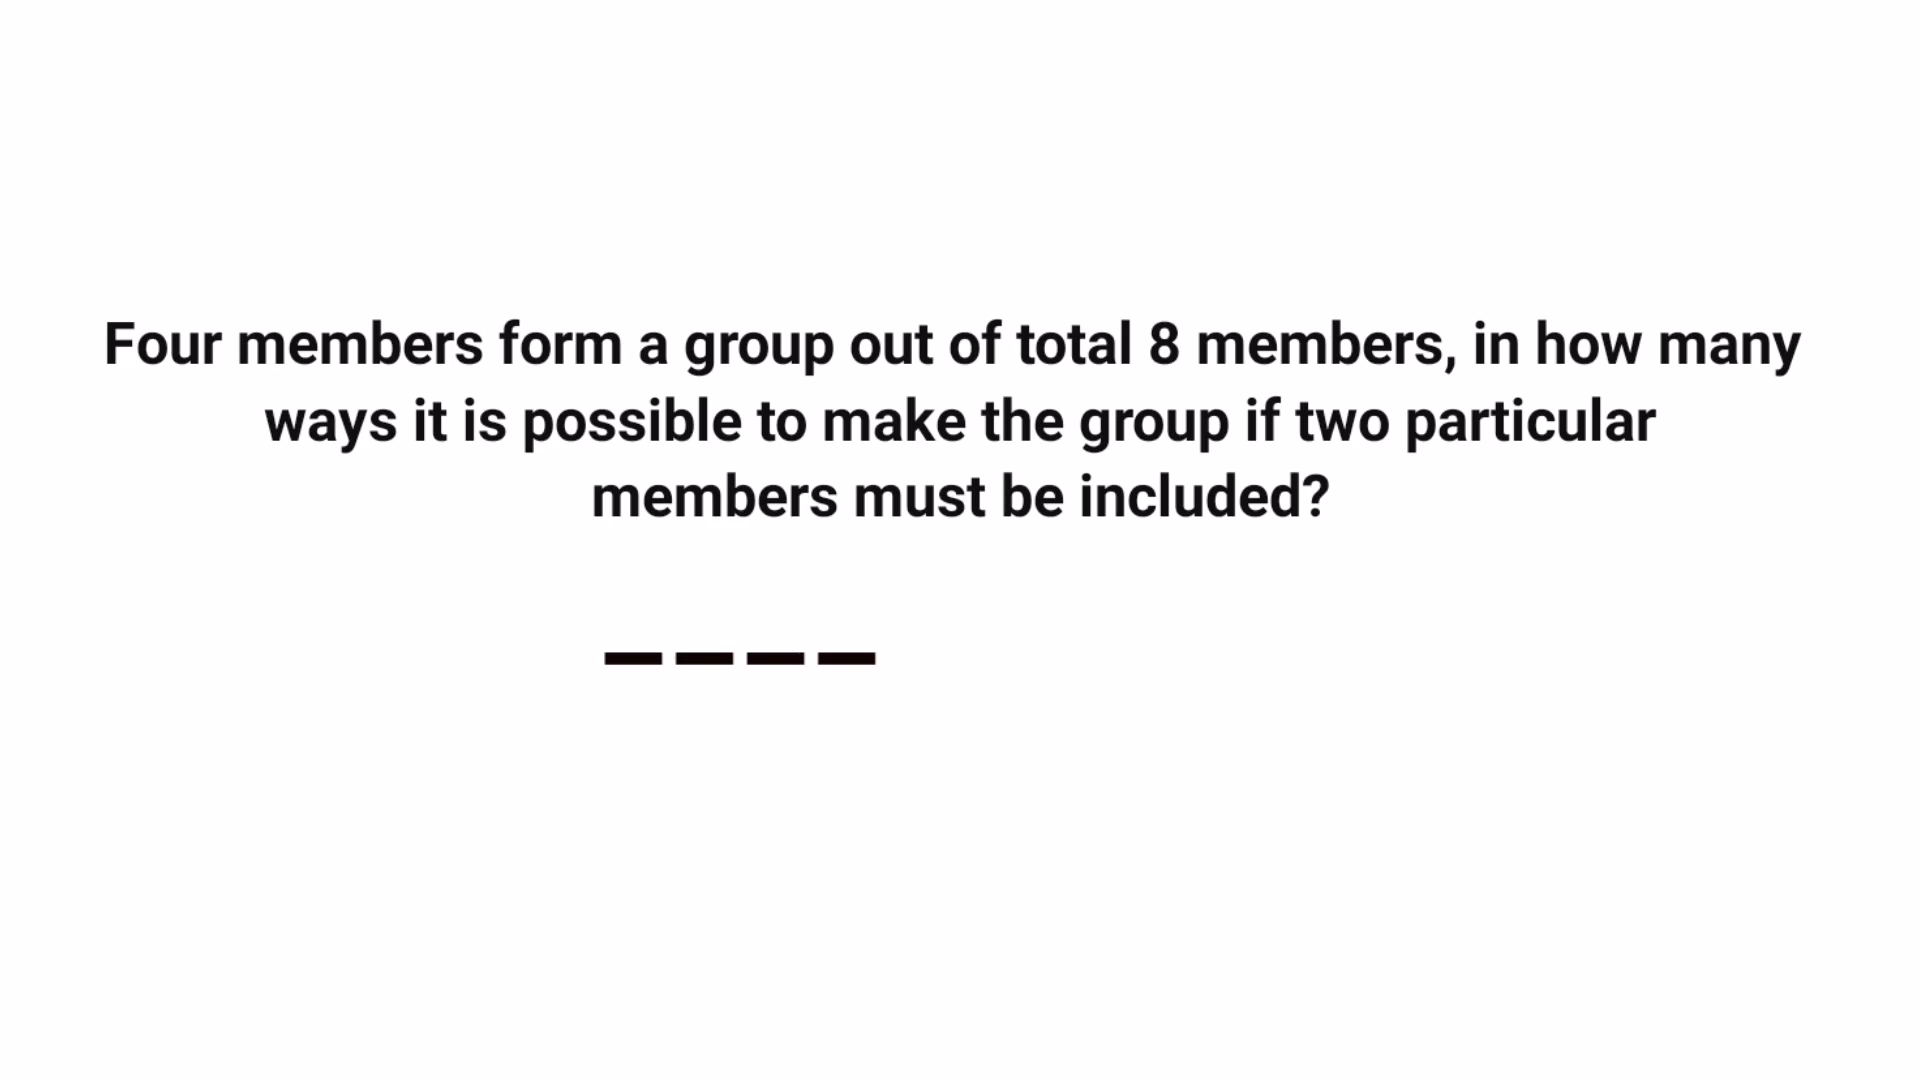 Four members form a group out of total 8 members, in how many
ways it is possible to make the group if two particular
members must be included?
_ _ _ _